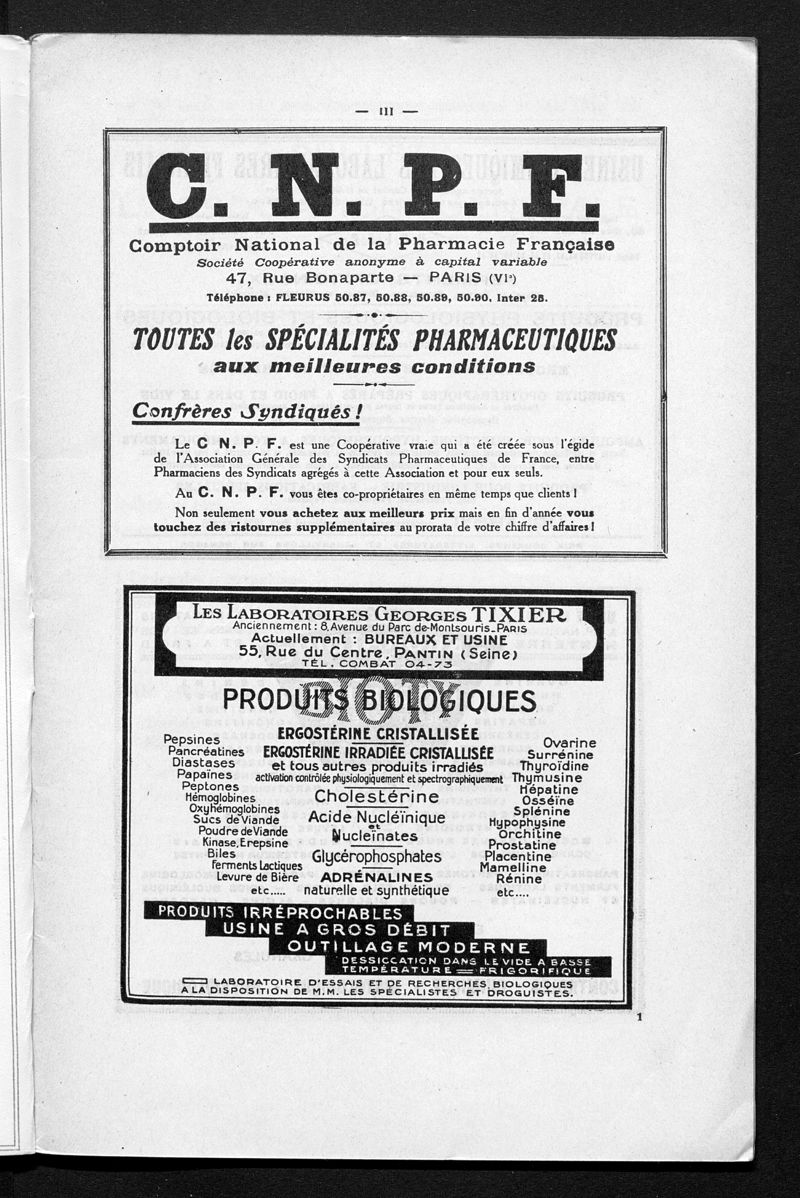 — III —
C. N. P. F.
Comptoir National de la Pharmacie Française
Société Coopérative anonyme à capital variable
47, Rue Bonaparte — PARIS (VIᵉ)
Téléphone : FLEURUS 50.87, 50.88, 50.89, 50.90. Inter 25.
TOUTES les SPÉCIALITÉS PHARMACEUTIQUES
aux meilleures conditions
Confrères Syndiqués !
Le C. N. P. F. est une Coopérative vraie qui a été créée sous l'égide
de l'Association Générale des Syndicats Pharmaceutiques de France, entre
Pharmaciens des Syndicats agrégés à cette Association et pour eux seuls.
Au C. N. P. F. vous êtes co-propriétaires en même temps que clients !
Non seulement vous achetez aux meilleurs prix mais en fin d'année vous
touchez des ristournes supplémentaires au prorata de votre chiffre d'affaires !
LES LABORATOIRES GEORGES TIXIER
Anciennement : 8, Avenue du Parc de Montsouris_PARIS
Actuellement : BUREAUX ET USINE
55, Rue du Centre, PANTIN (Seine)
TÉL. COMBAT 04-73
BIOTY
PRODUITS BIOLOGIQUES
Pepsines
Pancréatines
Diastases
Papaïnes
Peptones
Hémoglobines
Oxyhémoglobines
Sucs de Viande
Poudre de Viande
Kinase, Erepsine
Biles
Ferments Lactiques
Levure de Bière
etc.....
ERGOSTÉRINE CRISTALLISÉE
ERGOSTÉRINE IRRADIÉE CRISTALLISÉE
et tous autres produits irradiés
activation contrôlée physiologiquement et spectrographiquement
Cholestérine
Acide Nucléïnique
et
Nucleïnates
Glycérophosphates
ADRÉNALINES
naturelle et synthétique
Ovarine
Surrénine
Thyroïdine
Thymusine
Hépatine
Osséïne
Splénine
Hypophysine
Orchitine
Prostatine
Placentine
Mamelline
Rénine
etc....
PRODUITS IRRÉPROCHABLES
USINE A GROS DÉBIT
OUTILLAGE MODERNE
DESSICCATION DANS LE VIDE A BASSE
TEMPÉRATURE = FRIGORIFIQUE
LABORATOIRE D'ESSAIS ET DE RECHERCHES BIOLOGIQUES
A LA DISPOSITION DE M.M. LES SPÉCIALISTES ET DROGUISTES.
1